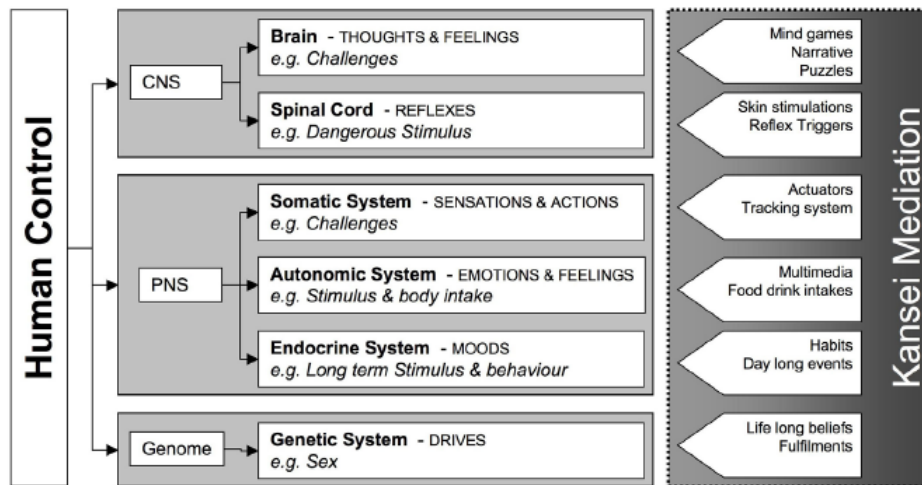 Human Control
CNS
Brain - THOUGHTS & FEELINGS
e.g. Challenges
Spinal Cord - REFLEXES
e.g. Dangerous Stimulus
PNS
Somatic System - SENSATIONS & ACTIONS
e.g. Challenges
Autonomic System - EMOTIONS & FEELINGS
e.g. Stimulus & body intake
Endocrine System - MOODS
e.g. Long term Stimulus & behaviour
Genome
Genetic System - DRIVES
e.g. Sex
Mind games
Narrative
Puzzles
Skin stimulations
Reflex Triggers
Actuators
Tracking system
Multimedia
Food drink intakes
Habits
Day long events
Life long beliefs
Fulfilments
Kansei Mediation